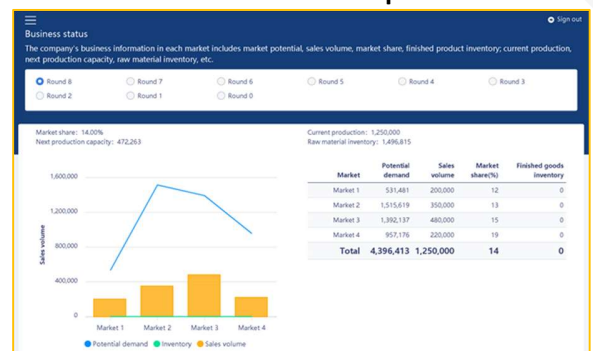 Sign out
Business status
The company's business information in each market includes market potential, sales volume, market share, finished product inventory; current production,
next production capacity, raw material inventory, etc.
Round 8 Round 7 Round 6 Round 5 Round 4 Round 3
Round 2 Round 1 Round 0
Market share: 14.00%
Next production capacity: 472,263
Current production: 1,250,000
Raw material inventory: 1,496,815
Sales volume
1,600,000
1,200,000
800,000
400,000
0
Market 1 Market 2 Market 3 Market 4
Potential demand Inventory Sales volume
Market Potential demand Sales volume Market share(%) Finished goods inventory
Market 1 531,481 200,000 12 0
Market 2 1,515,619 350,000 13 0
Market 3 1,392,137 480,000 15 0
Market 4 957,176 220,000 19 0
Total 4,396,413 1,250,000 14 0